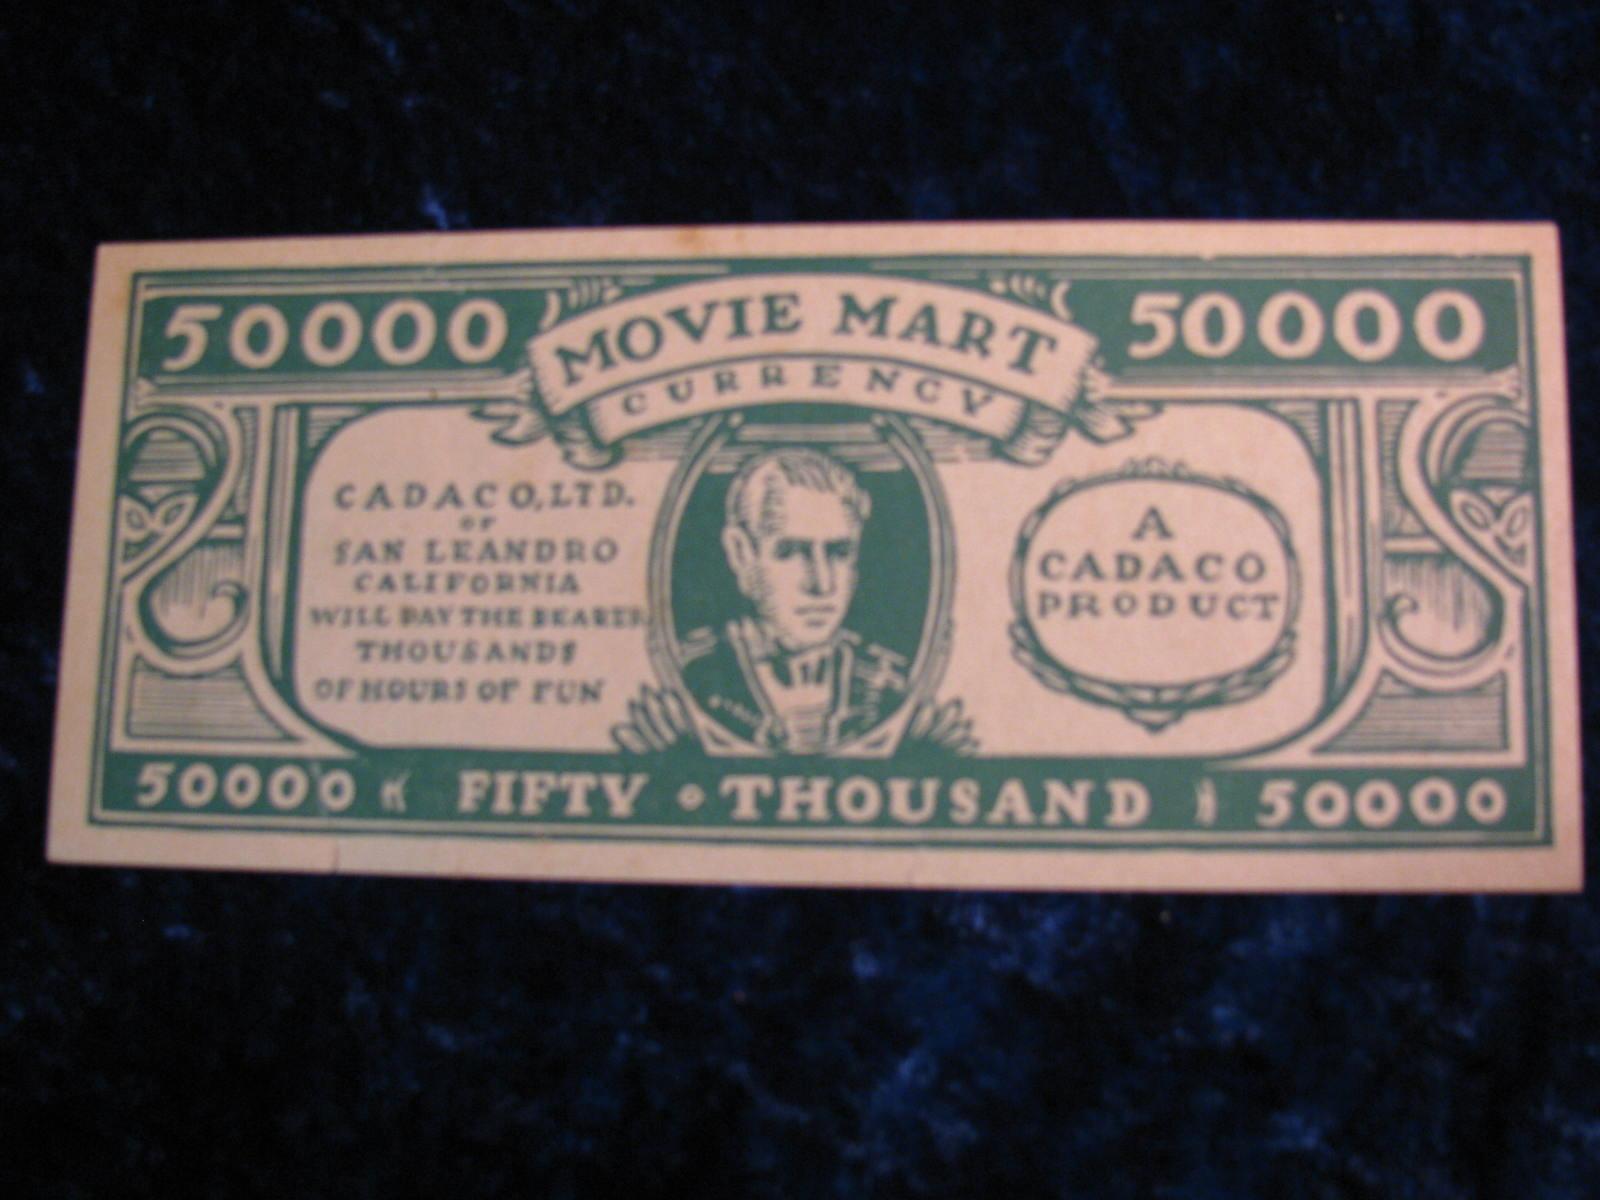 50000
MOVIE MART
50000
CURRENCY
CADACO, LTD.
OF
SAN LEANDRO
CALIFORNIA
WILL PAY THE BEARER
THOUSANDS
OF HOURS OF FUN
A
CADACO
PRODUCT
50000 FIFTY THOUSAND 50000